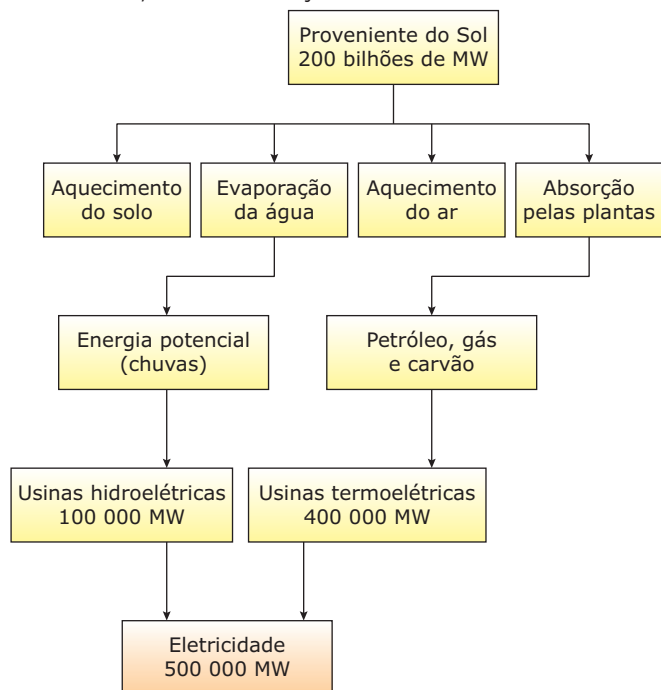 Proveniente do Sol
200 bilhões de MW
Aquecimento
do solo
Evaporação
da água
Aquecimento
do ar
Absorção
pelas plantas
Energia potencial
(chuvas)
Petróleo, gás
e carvão
Usinas hidroelétricas
100 000 MW
Usinas termoelétricas
400 000 MW
Eletricidade
500 000 MW